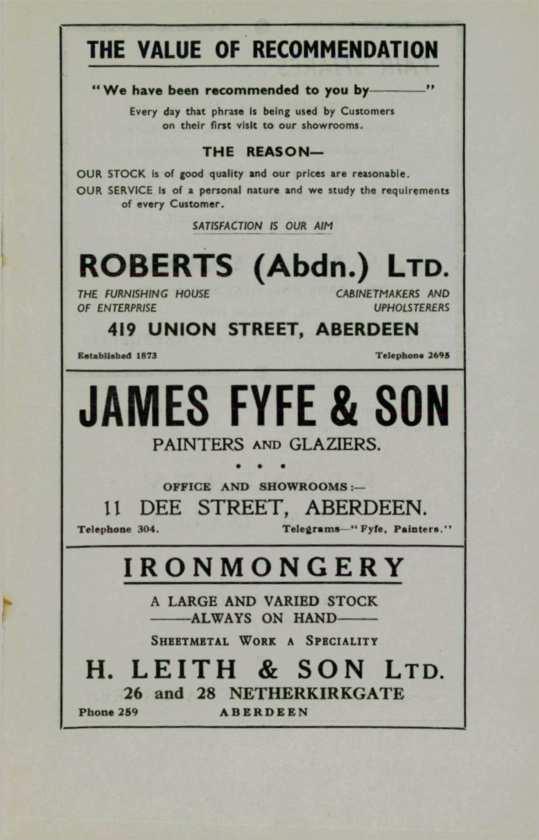 THE VALUE OF RECOMMENDATION
"We have been recommended to you by———"
Every day that phrase is being used by Customers
on their first visit to our showrooms.
THE REASON—
OUR STOCK is of good quality and our prices are reasonable.
OUR SERVICE is of a personal nature and we study the requirements
of every Customer.
SATISFACTION IS OUR AIM
ROBERTS (Abdn.) LTD.
THE FURNISHING HOUSE CABINETMAKERS AND
OF ENTERPRISE UPHOLSTERERS
419 UNION STREET, ABERDEEN
Established 1873 Telephone 2695
JAMES FYFE & SON
PAINTERS AND GLAZIERS.
• • •
OFFICE AND SHOWROOMS:—
11 DEE STREET, ABERDEEN.
Telephone 304. Telegrams—"Fyfe, Painters."
IRONMONGERY
A LARGE AND VARIED STOCK
——ALWAYS ON HAND——
SHEETMETAL WORK A SPECIALITY
H. LEITH & SON LTD.
26 and 28 NETHERKIRKGATE
Phone 259 ABERDEEN